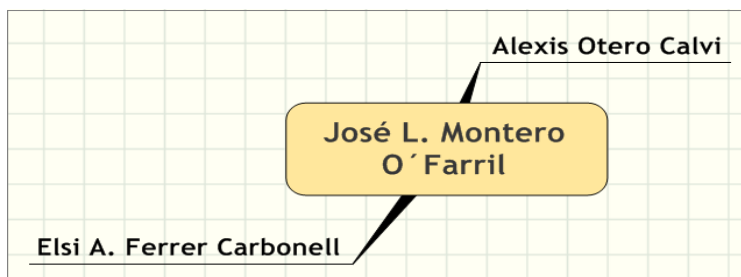 Alexis Otero Calvi
José L. Montero
O´Farril
Elsi A. Ferrer Carbonell